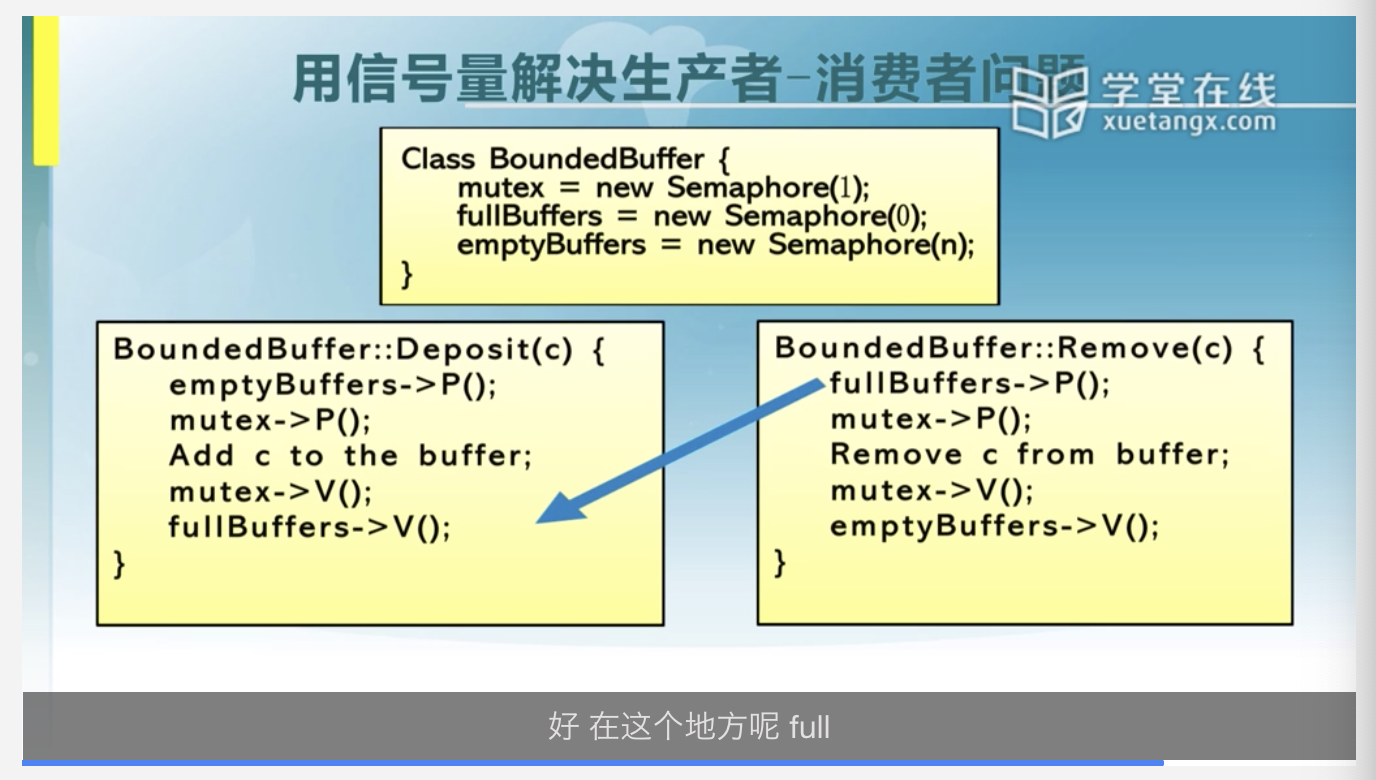 用信号量解决生产者-消费者问题
学堂在线
xuetangx.com
Class BoundedBuffer {
mutex = new Semaphore(1);
fullBuffers = new Semaphore(0);
emptyBuffers = new Semaphore(n);
}
BoundedBuffer::Deposit(c) {
emptyBuffers->P();
mutex->P();
Add c to the buffer;
mutex->V();
fullBuffers->V();
}
BoundedBuffer::Remove(c) {
fullBuffers->P();
mutex->P();
Remove c from buffer;
mutex->V();
emptyBuffers->V();
}
好 在这个地方呢 full